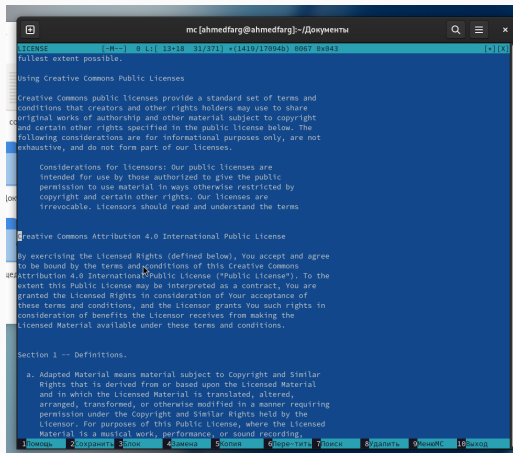 mc [ahmedfarg@ahmedfarg]:~/Документы
LICENSE [-M--] 0 L:[ 13+18 31/371] *(1419/17094b) 0067 0x043 [*][X]
fullest extent possible.
Using Creative Commons Public Licenses
Creative Commons public licenses provide a standard set of terms and
conditions that creators and other rights holders may use to share
original works of authorship and other material subject to copyright
and certain other rights specified in the public license below. The
following considerations are for informational purposes only, are not
exhaustive, and do not form part of our licenses.
Considerations for licensors: Our public licenses are
intended for use by those authorized to give the public
permission to use material in ways otherwise restricted by
copyright and certain other rights. Our licenses are
irrevocable. Licensors should read and understand the terms
Creative Commons Attribution 4.0 International Public License
By exercising the Licensed Rights (defined below), You accept and agree
to be bound by the terms and conditions of this Creative Commons
Attribution 4.0 International Public License ("Public License"). To the
extent this Public License may be interpreted as a contract, You are
granted the Licensed Rights in consideration of Your acceptance of
these terms and conditions, and the Licensor grants You such rights in
consideration of benefits the Licensor receives from making the
Licensed Material available under these terms and conditions.
Section 1 -- Definitions.
a. Adapted Material means material subject to Copyright and Similar
Rights that is derived from or based upon the Licensed Material
and in which the Licensed Material is translated, altered,
arranged, transformed, or otherwise modified in a manner requiring
permission under the Copyright and Similar Rights held by the
Licensor. For purposes of this Public License, where the Licensed
Material is a musical work, performance, or sound recording,
1Помощь 2Сохранить 3Блок 4Замена 5Копия 6Пере~тить 7Поиск 8Удалить 9МенюMC 10Выход